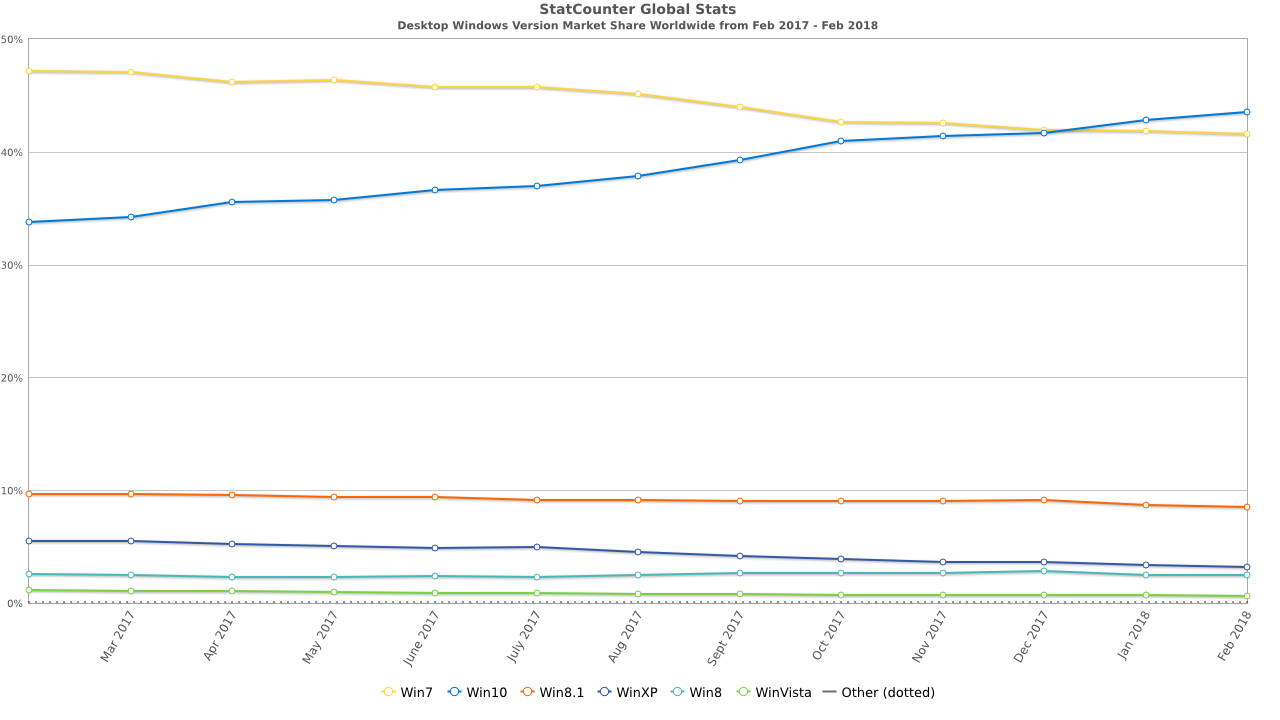 StatCounter Global Stats
Desktop Windows Version Market Share Worldwide from Feb 2017 - Feb 2018
50%
40%
30%
20%
10%
0%
Mar 2017
Apr 2017
May 2017
June 2017
July 2017
Aug 2017
Sept 2017
Oct 2017
Nov 2017
Dec 2017
Jan 2018
Feb 2018
Win7 Win10 Win8.1 WinXP Win8 WinVista Other (dotted)